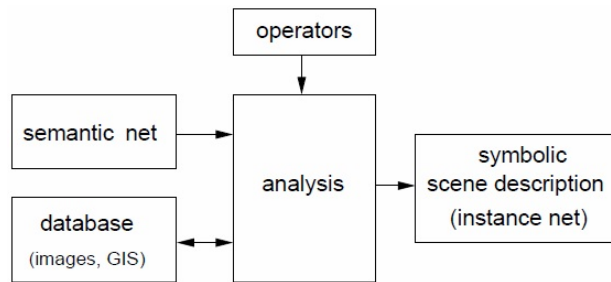 operators
semantic net
analysis
database
(images, GIS)
symbolic
scene description
(instance net)